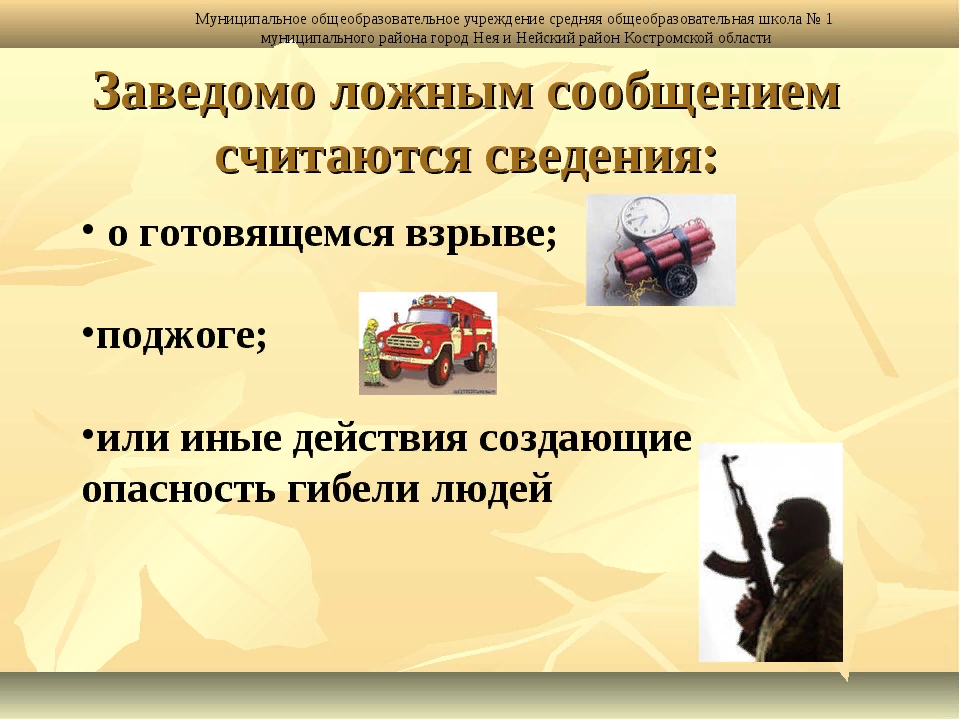 Муниципальное общеобразовательное учреждение средняя общеобразовательная школа № 1
муниципального района город Нея и Нейский район Костромской области
Заведомо ложным сообщением
считаются сведения:
• о готовящемся взрыве;
•поджоге;
•или иные действия создающие
опасность гибели людей